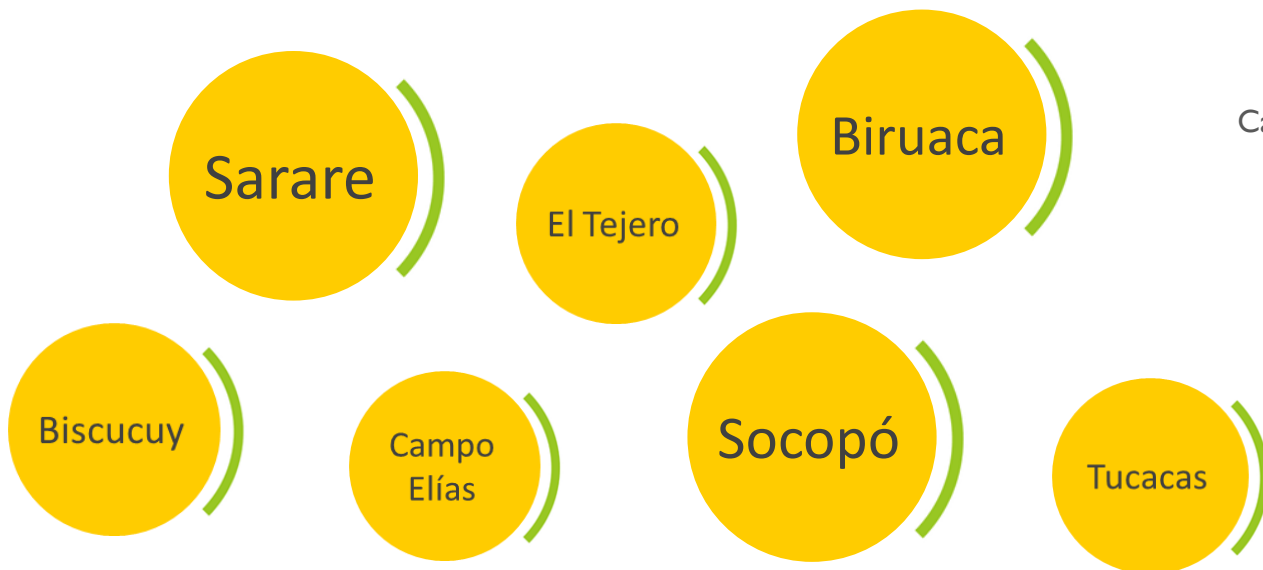 Sarare
El Tejero
Biruaca
Biscucuy
Campo
Elías
Socopó
Tucacas